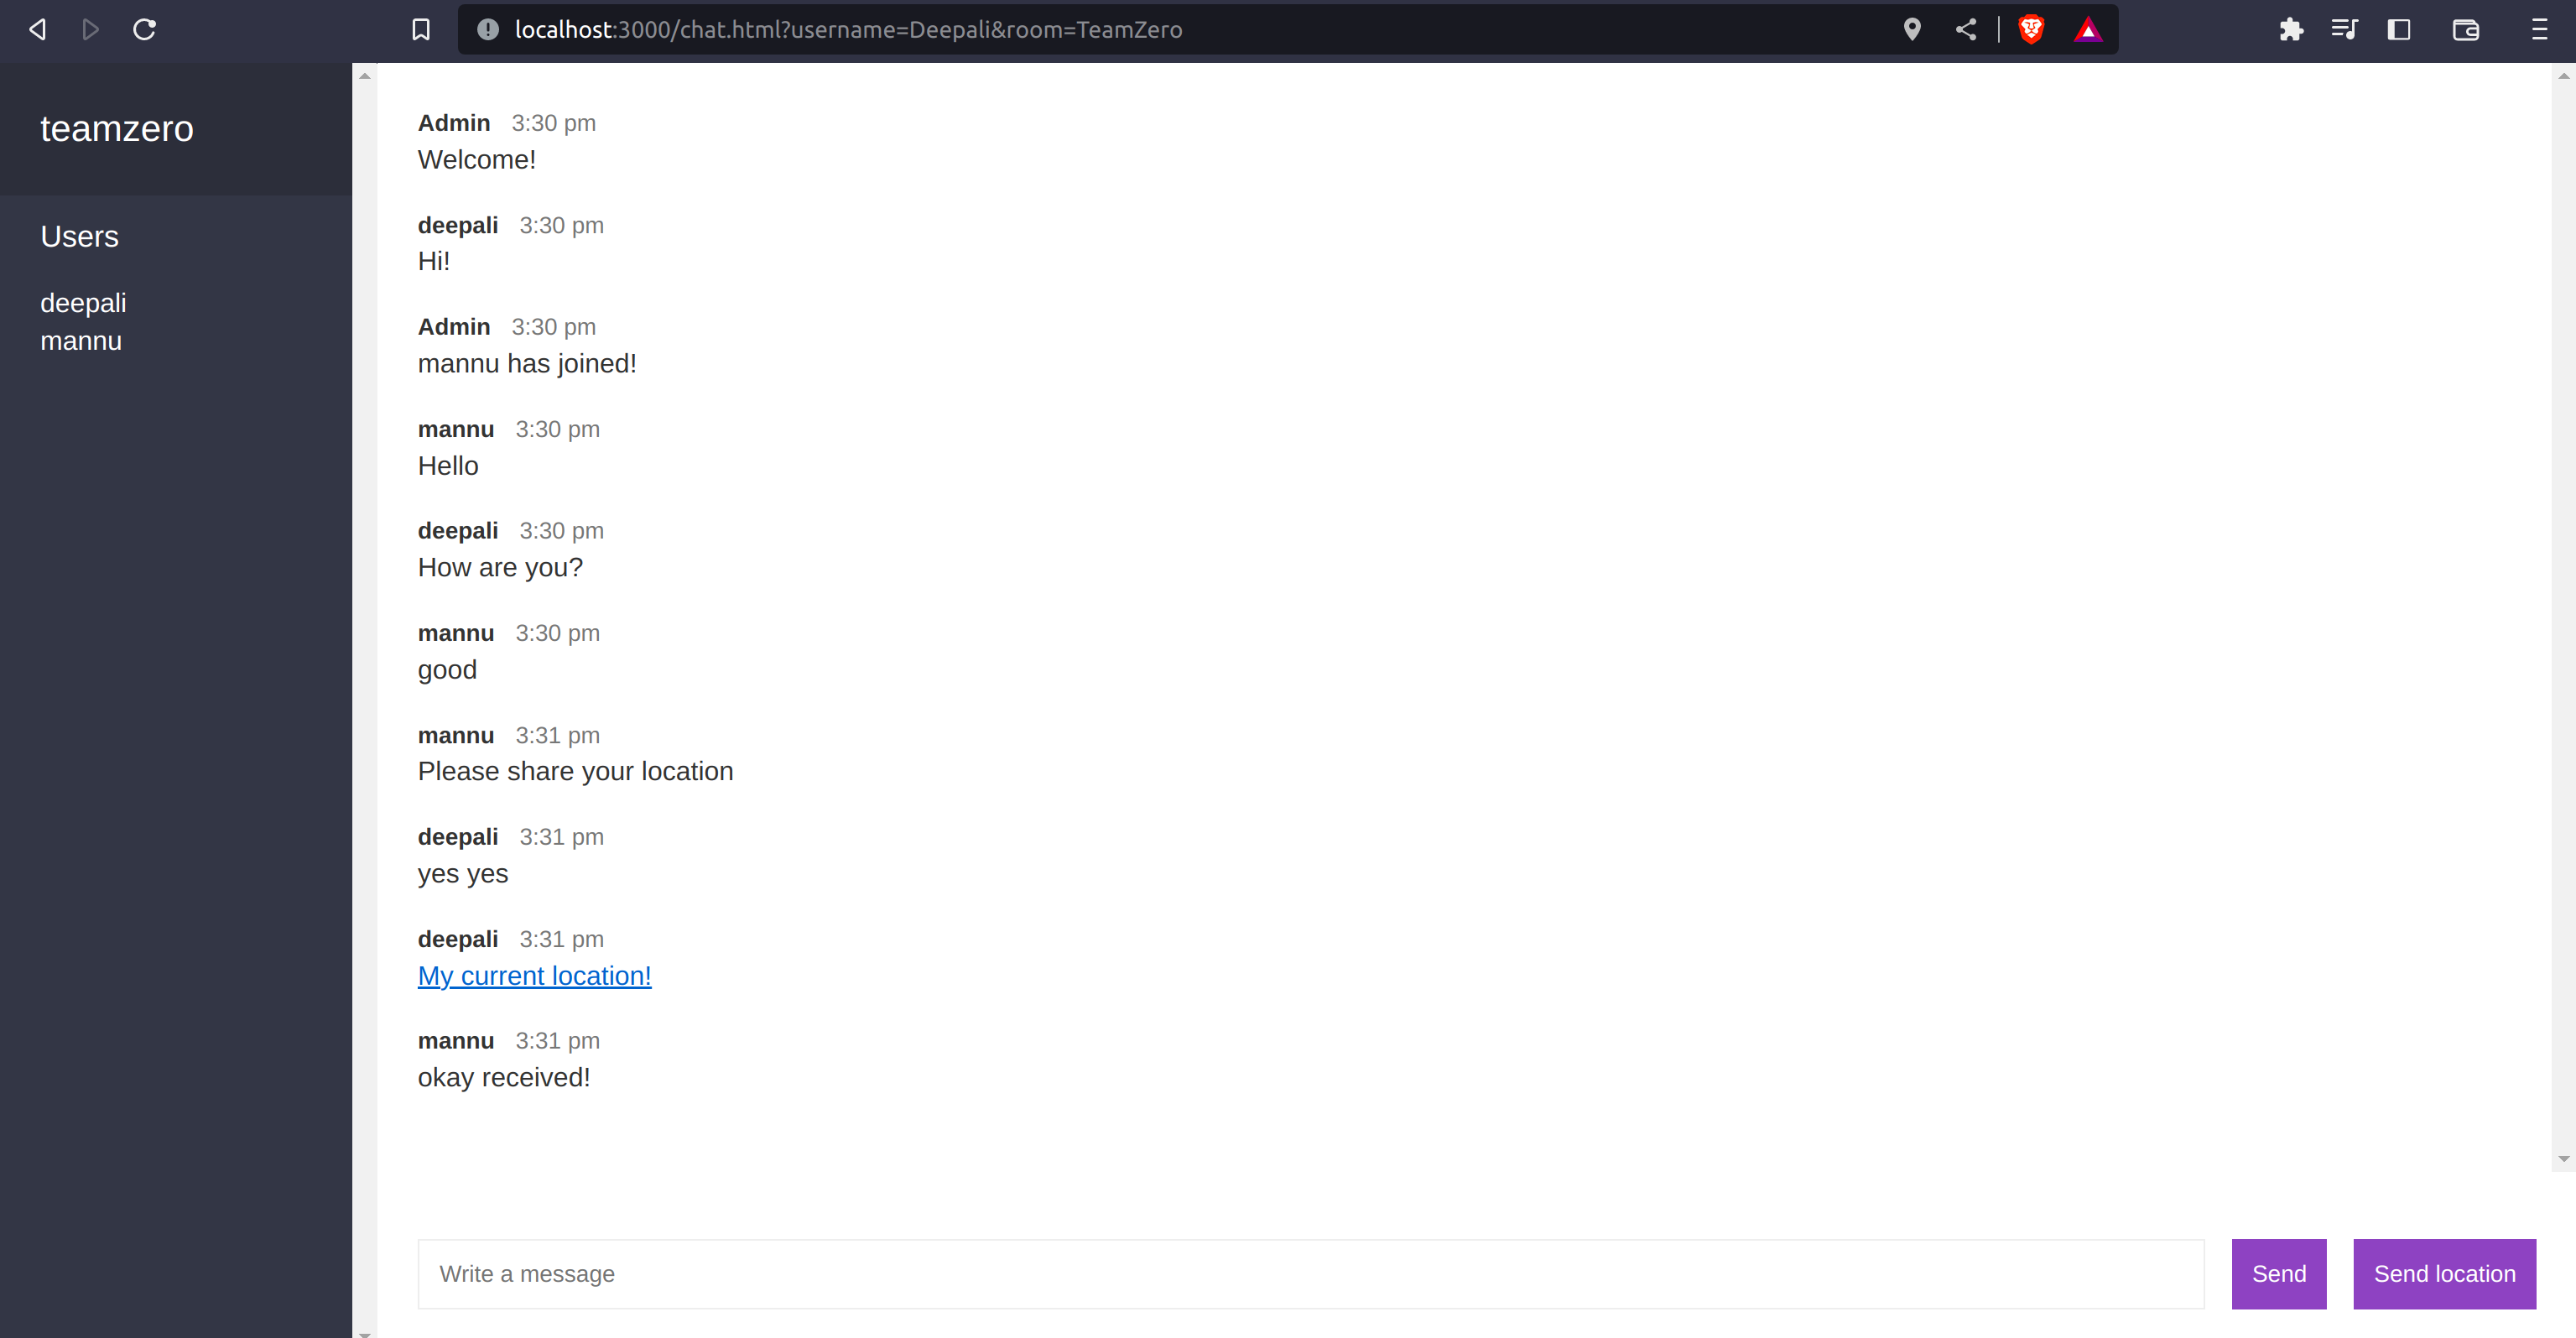 localhost:3000/chat.html?username=Deepali&room=TeamZero
teamzero
Users
deepali
mannu
Admin 3:30 pm
Welcome!
deepali 3:30 pm
Hi!
Admin 3:30 pm
mannu has joined!
mannu 3:30 pm
Hello
deepali 3:30 pm
How are you?
mannu 3:30 pm
good
mannu 3:31 pm
Please share your location
deepali 3:31 pm
yes yes
deepali 3:31 pm
My current location!
mannu 3:31 pm
okay received!
Write a message
Send
Send location